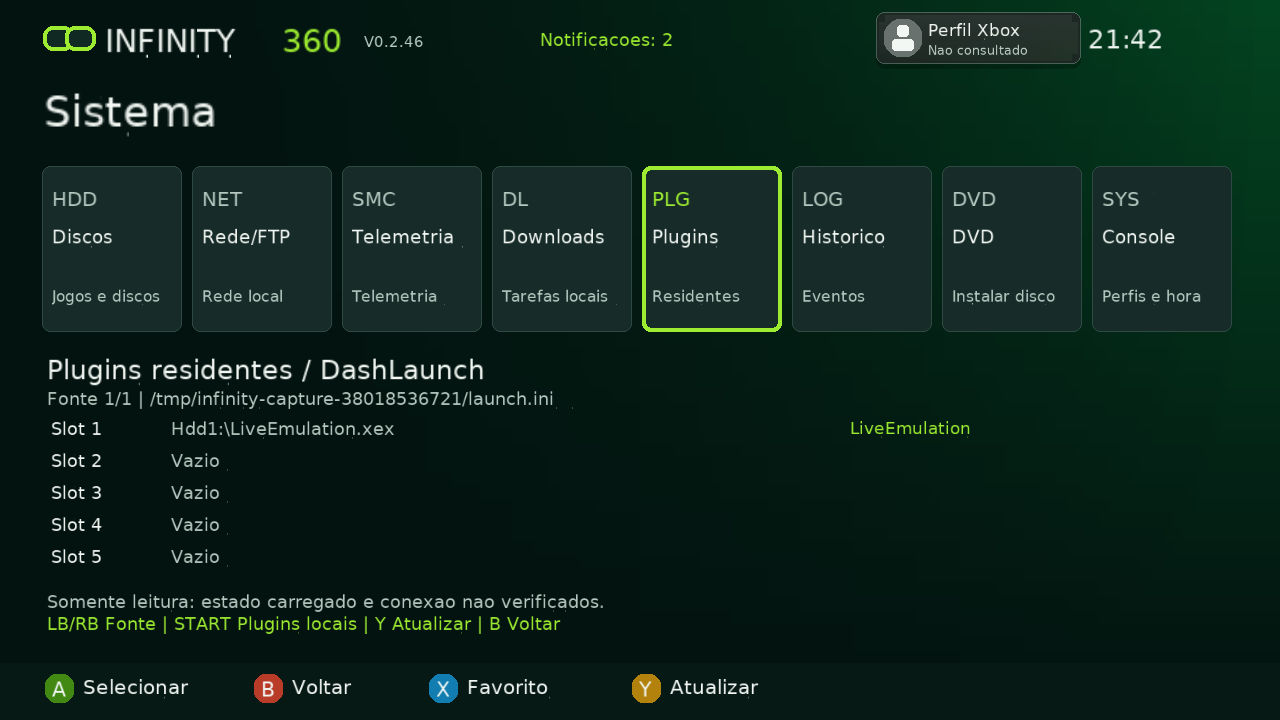 INFINITY 360 V0.2.46 Notificacoes: 2 Perfil Xbox 21:42
Nao consultado
Sistema
HDD NET SMC DL PLG LOG DVD SYS
Discos Rede/FTP Telemetria Downloads Plugins Historico DVD Console
Jogos e discos Rede local Telemetria Tarefas locais Residentes Eventos Instalar disco Perfis e hora
Plugins residentes / DashLaunch
Fonte 1/1 | /tmp/infinity-capture-38018536721/launch.ini
Slot 1 Hdd1:\LiveEmulation.xex LiveEmulation
Slot 2 Vazio
Slot 3 Vazio
Slot 4 Vazio
Slot 5 Vazio
Somente leitura: estado carregado e conexao nao verificados.
LB/RB Fonte | START Plugins locais | Y Atualizar | B Voltar
A Selecionar B Voltar X Favorito Y Atualizar